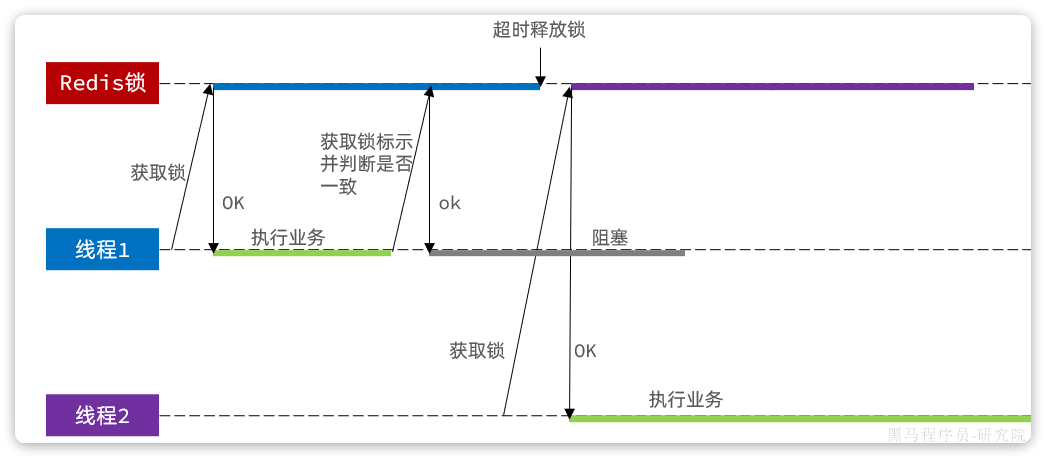 超时释放锁
Redis锁
获取锁标示
并判断是否
一致
获取锁
OK
ok
执行业务
阻塞
线程1
获取锁
OK
执行业务
线程2
黑马程序员-研究院